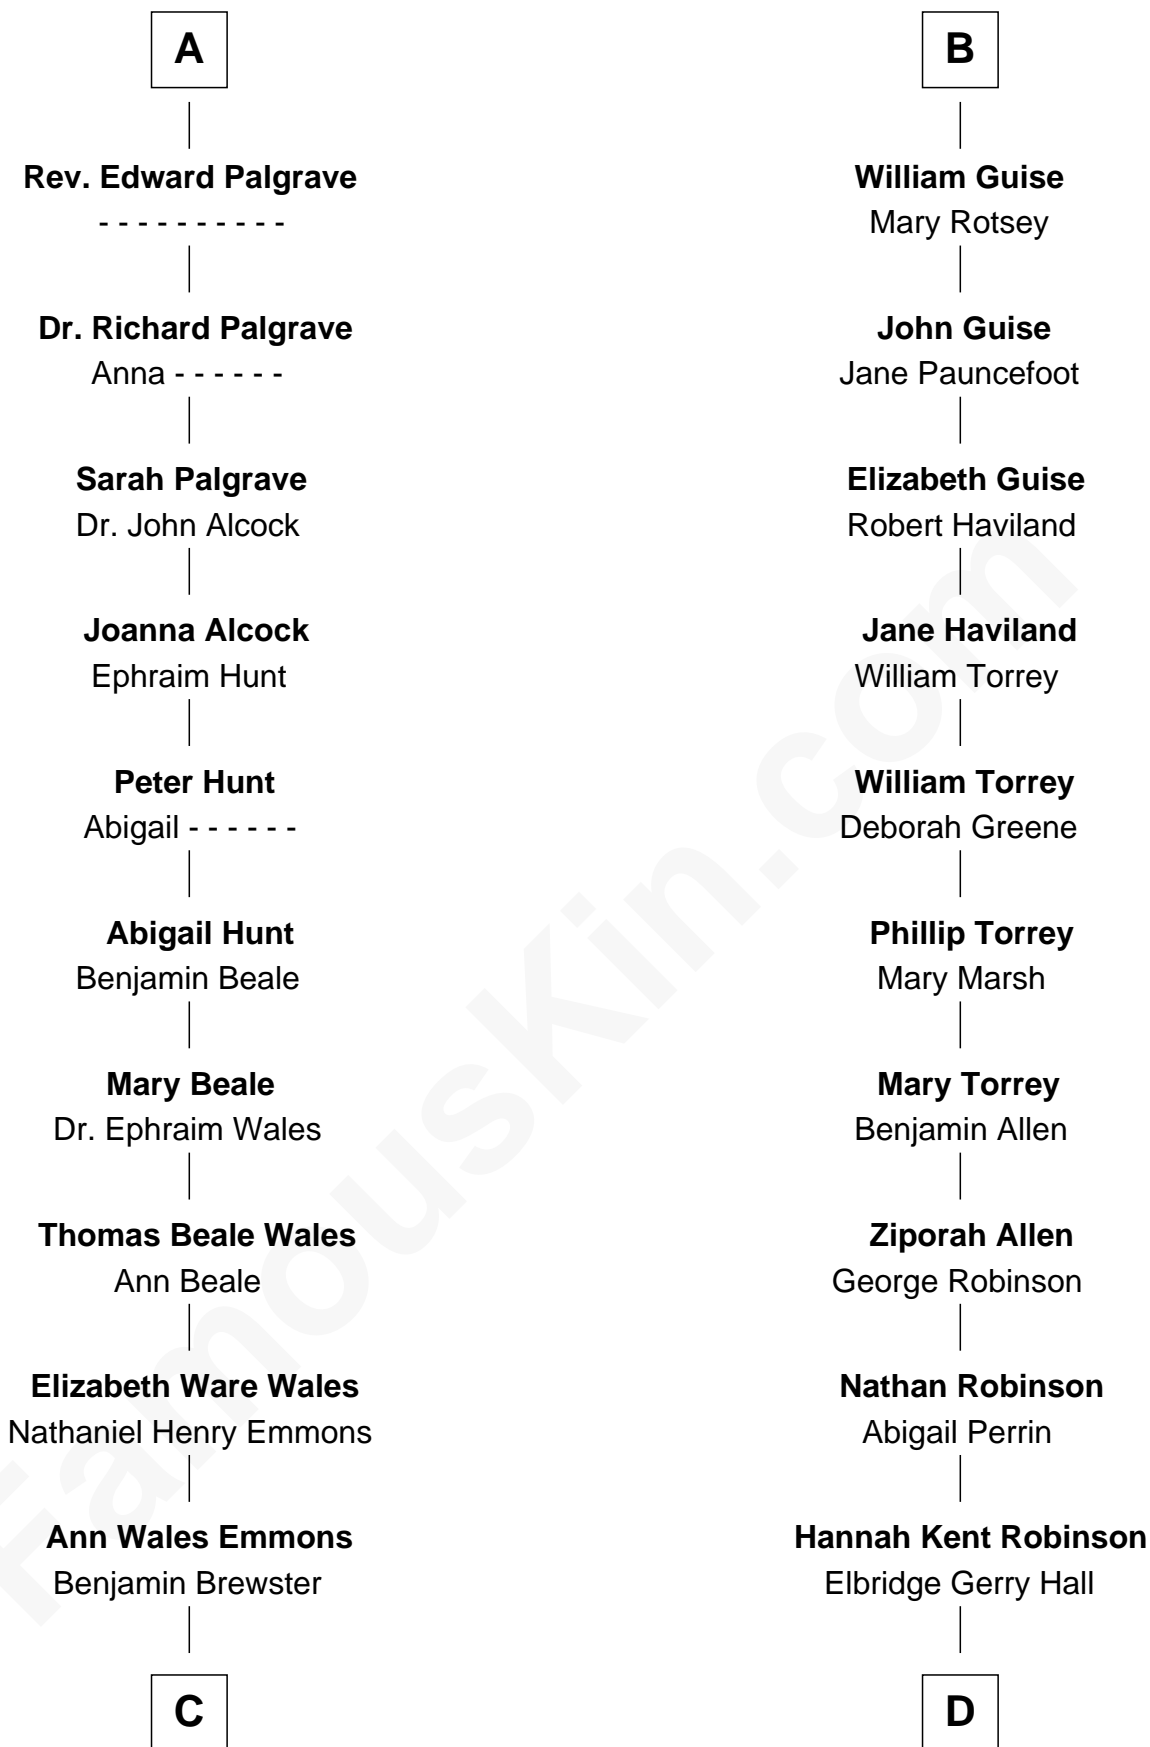 A
Rev. Edward Palgrave
- - - - - - - - - -
Dr. Richard Palgrave
Anna - - - - - -
Sarah Palgrave
Dr. John Alcock
Joanna Alcock
Ephraim Hunt
Peter Hunt
Abigail - - - - - -
Abigail Hunt
Benjamin Beale
Mary Beale
Dr. Ephraim Wales
Thomas Beale Wales
Ann Beale
Elizabeth Ware Wales
Nathaniel Henry Emmons
Ann Wales Emmons
Benjamin Brewster
C
B
William Guise
Mary Rotsey
John Guise
Jane Pauncefoot
Elizabeth Guise
Robert Haviland
Jane Haviland
William Torrey
William Torrey
Deborah Greene
Phillip Torrey
Mary Marsh
Mary Torrey
Benjamin Allen
Ziporah Allen
George Robinson
Nathan Robinson
Abigail Perrin
Hannah Kent Robinson
Elbridge Gerry Hall
D
FamousKin.com